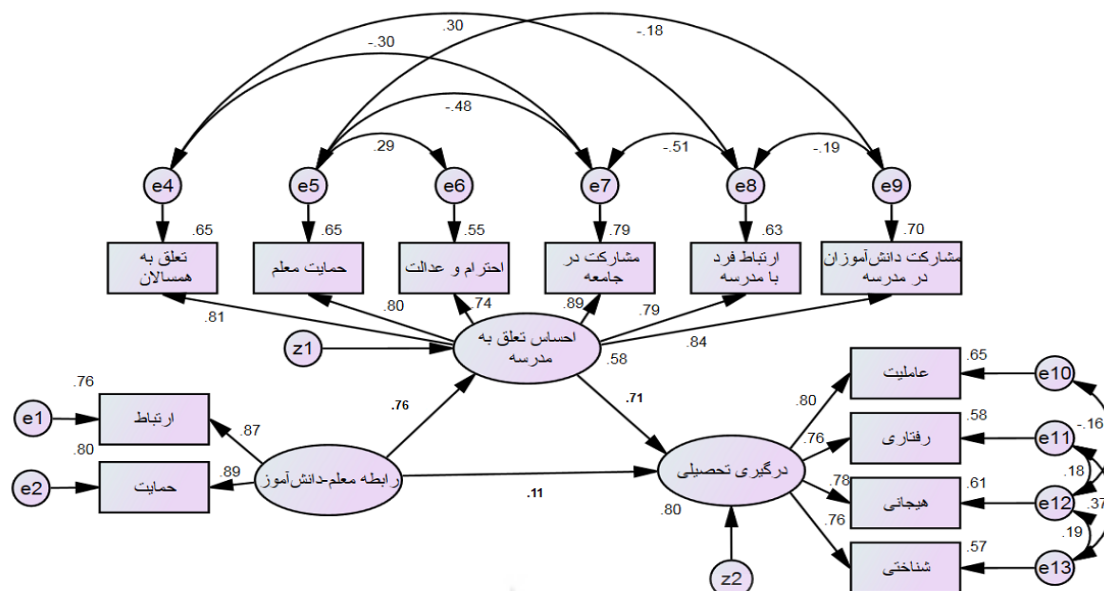 .30
-.30
-.18
-.48
.29
-.51
-.19
e4
e5
e6
e7
e8
e9
.65
.65
.55
.79
.63
.70
تعلق به
همسالان
حمایت معلم
احترام و عدالت
مشارکت در
جامعه
ارتباط فرد
با مدرسه
مشارکت دانش‌آموزان
در مدرسه
.81
.80
.74
.89
.79
.84
z1
احساس تعلق به
مدرسه
.58
.76
e1
ارتباط
.87
.80
e2
حمایت
.89
رابطه معلم-دانش‌آموز
.76
.71
.11
درگیری تحصیلی
.80
z2
.80
.76
.78
.76
عاملیت
.65
e10
رفتاری
.58
e11
هیجانی
.61
e12
شناختی
.57
e13
-.16
.18
.37
.19